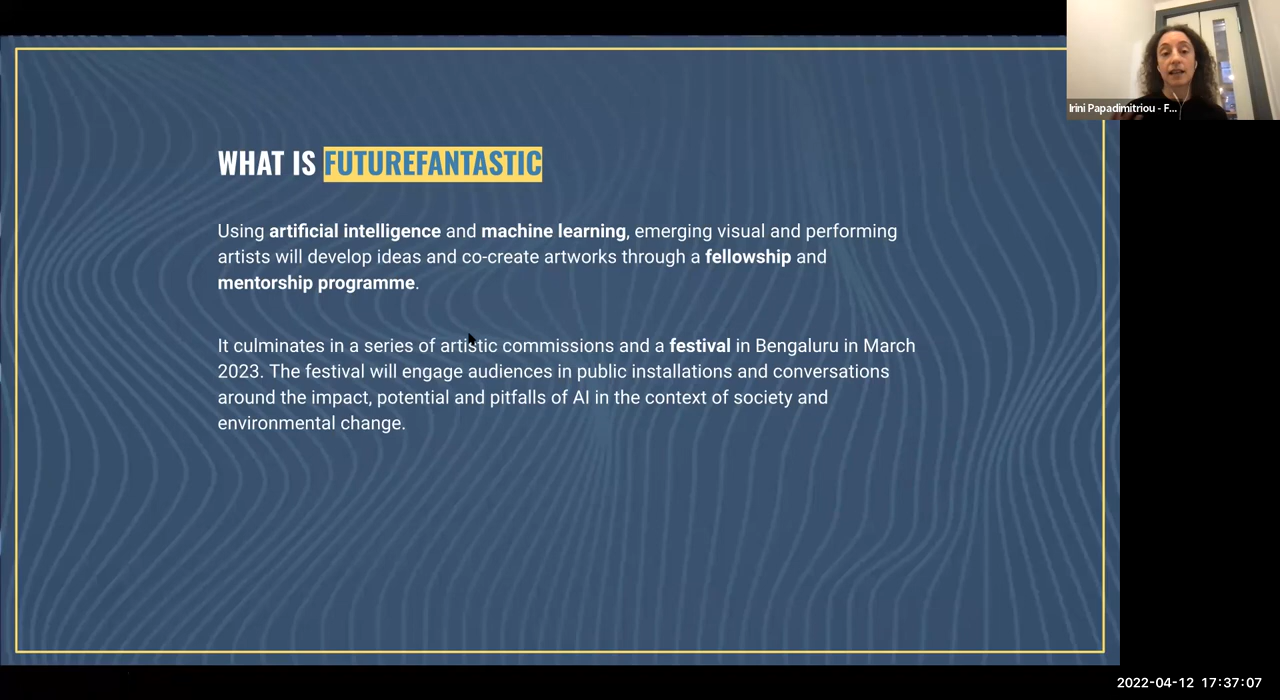 Irini Papadimitriou - F...
WHAT IS FUTUREFANTASTIC
Using artificial intelligence and machine learning, emerging visual and performing
artists will develop ideas and co-create artworks through a fellowship and
mentorship programme.
It culminates in a series of artistic commissions and a festival in Bengaluru in March
2023. The festival will engage audiences in public installations and conversations
around the impact, potential and pitfalls of AI in the context of society and
environmental change.
2022-04-12 17:37:07